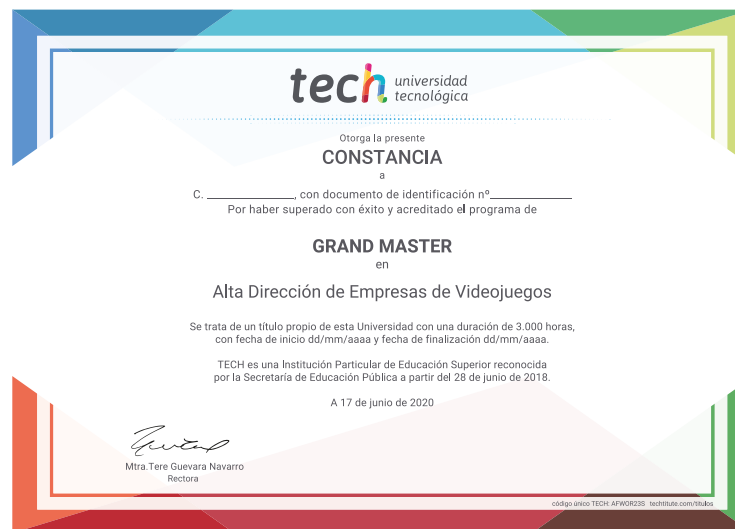 tech universidad
tecnológica
Otorga la presente
CONSTANCIA
a
C. ________________, con documento de identificación nº______________
Por haber superado con éxito y acreditado el programa de
GRAND MASTER
en
Alta Dirección de Empresas de Videojuegos
Se trata de un título propio de esta Universidad con una duración de 3.000 horas,
con fecha de inicio dd/mm/aaaa y fecha de finalización dd/mm/aaaa.
TECH es una Institución Particular de Educación Superior reconocida
por la Secretaría de Educación Pública a partir del 28 de junio de 2018.
A 17 de junio de 2020
Mtra.Tere Guevara Navarro
Rectora
código único TECH: AFWOR23S techtitute.com/títulos